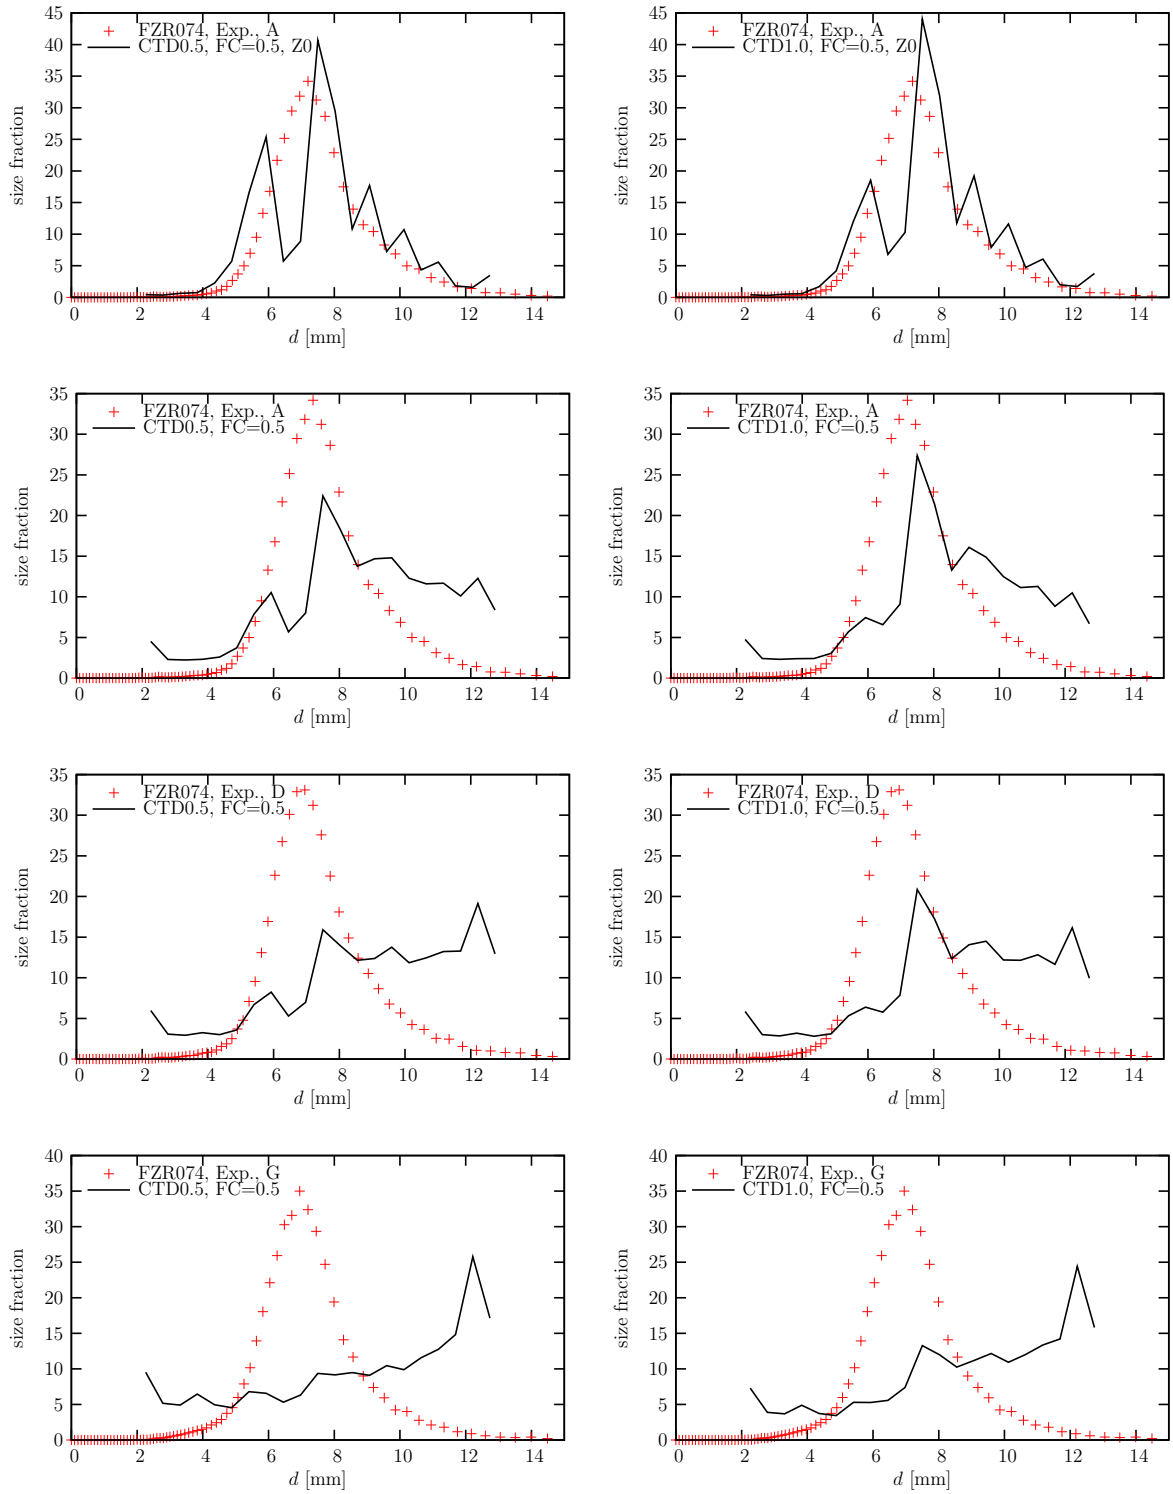 45
40
35
30
25
20
15
10
5
0
size fraction
FZR074, Exp., A
CTD0.5, FC=0.5, Z0
0 2 4 6 8 10 12 14
d [mm]
45
40
35
30
25
20
15
10
5
0
size fraction
FZR074, Exp., A
CTD1.0, FC=0.5, Z0
0 2 4 6 8 10 12 14
d [mm]
35
30
25
20
15
10
5
0
size fraction
FZR074, Exp., A
CTD0.5, FC=0.5
0 2 4 6 8 10 12 14
d [mm]
35
30
25
20
15
10
5
0
size fraction
FZR074, Exp., A
CTD1.0, FC=0.5
0 2 4 6 8 10 12 14
d [mm]
35
30
25
20
15
10
5
0
size fraction
FZR074, Exp., D
CTD0.5, FC=0.5
0 2 4 6 8 10 12 14
d [mm]
35
30
25
20
15
10
5
0
size fraction
FZR074, Exp., D
CTD1.0, FC=0.5
0 2 4 6 8 10 12 14
d [mm]
40
35
30
25
20
15
10
5
0
size fraction
FZR074, Exp., G
CTD0.5, FC=0.5
0 2 4 6 8 10 12 14
d [mm]
40
35
30
25
20
15
10
5
0
size fraction
FZR074, Exp., G
CTD1.0, FC=0.5
0 2 4 6 8 10 12 14
d [mm]